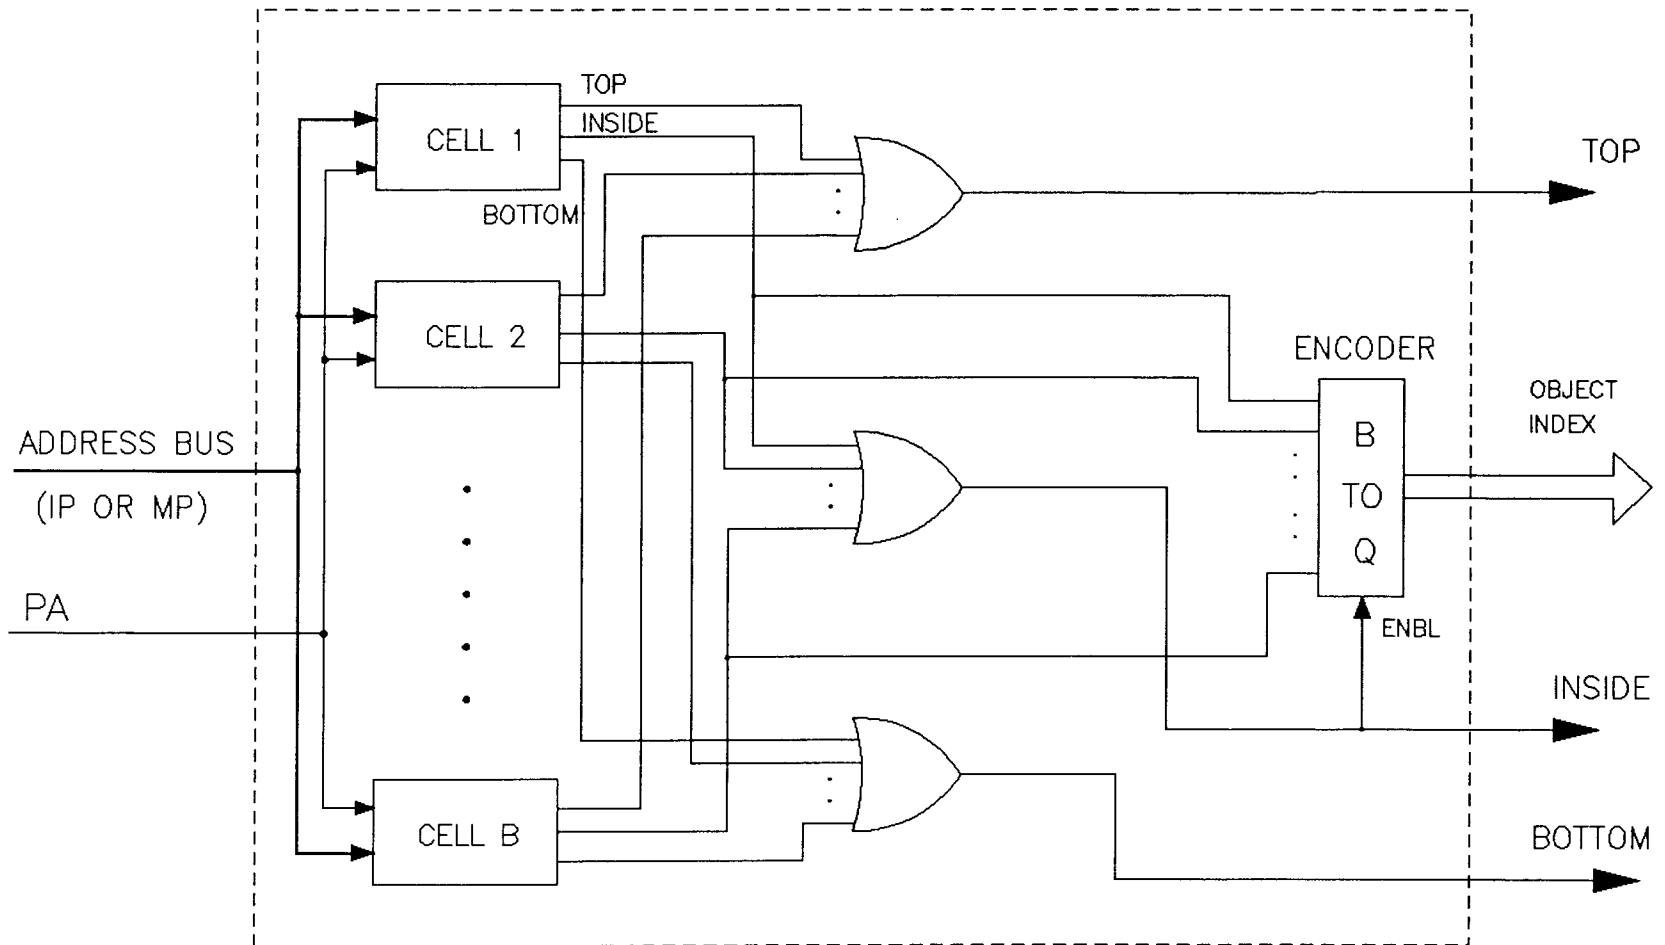 TOP
CELL 1
INSIDE
TOP
BOTTOM
CELL 2
ENCODER
OBJECT
INDEX
ADDRESS BUS
(IP OR MP)
B
TO
Q
PA
ENBL
INSIDE
CELL B
BOTTOM